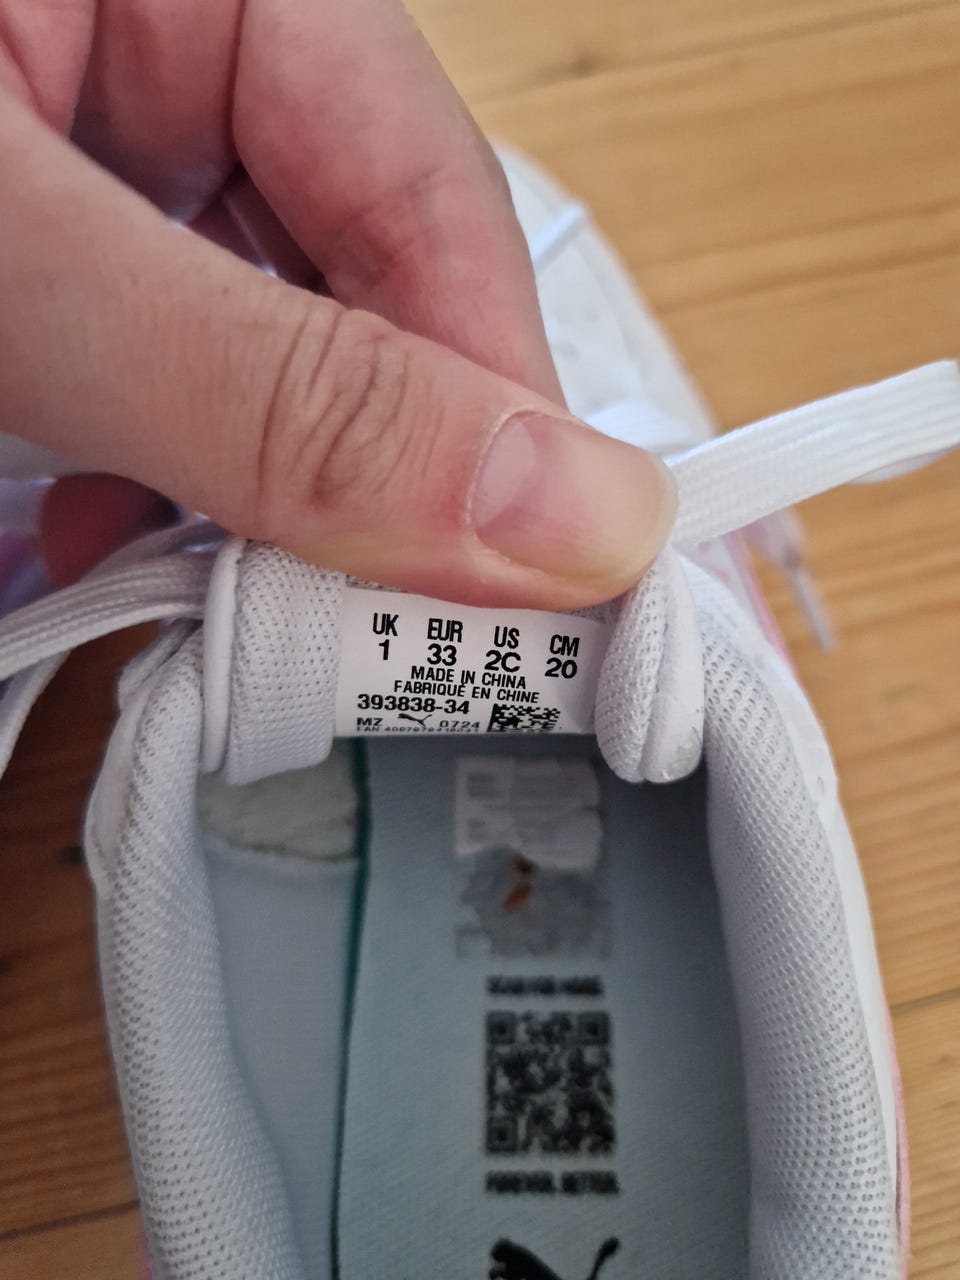 UK EUR US CM
1 33 2C 20
MADE IN CHINA
FABRIQUÉ EN CHINE
393838-34
MZ 0724
EAN:
FOREVER. BETTER.